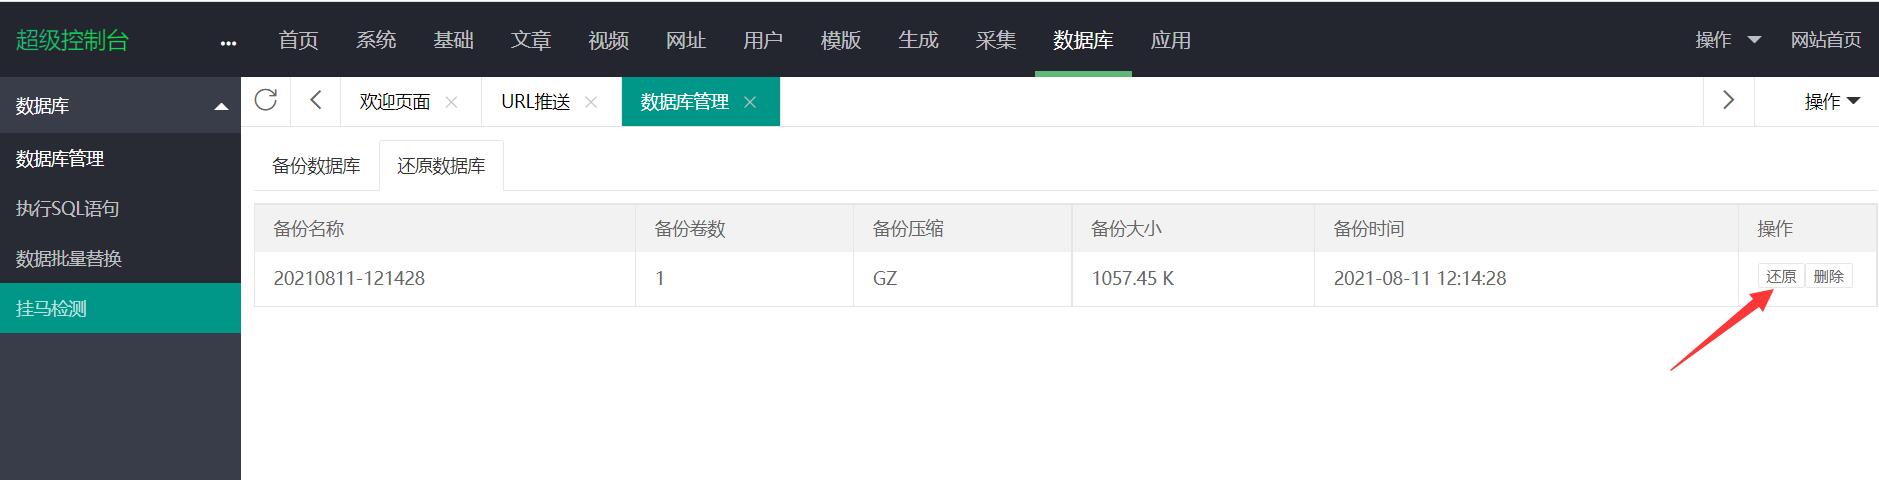 超级控制台 ... 首页 系统 基础 文章 视频 网址 用户 模版 生成 采集 数据库 应用 操作 网站首页
数据库
数据库管理
执行SQL语句
数据批量替换
挂马检测
欢迎页面 URL推送 数据库管理 操作
备份数据库 还原数据库
备份名称 备份卷数 备份压缩 备份大小 备份时间 操作
20210811-121428 1 GZ 1057.45 K 2021-08-11 12:14:28 还原 删除